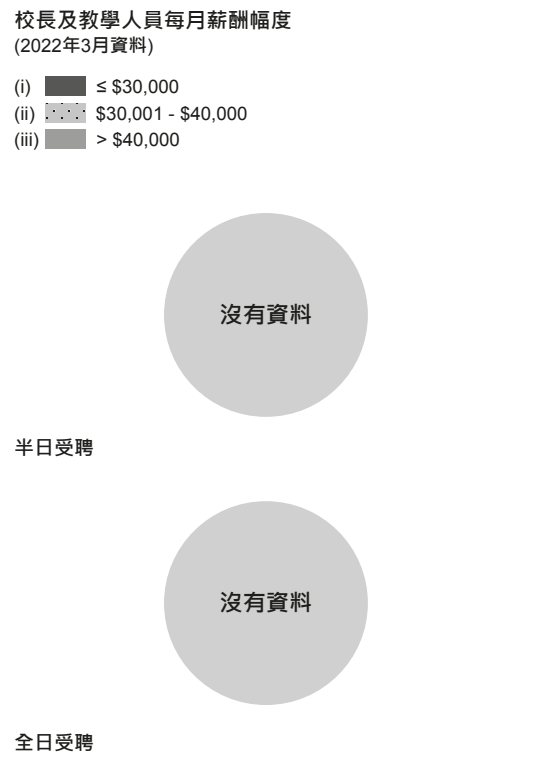 校長及教學人員每月薪酬幅度
(2022年3月資料)
(i) ≤ $30,000
(ii) $30,001 - $40,000
(iii) > $40,000
沒有資料
半日受聘
沒有資料
全日受聘